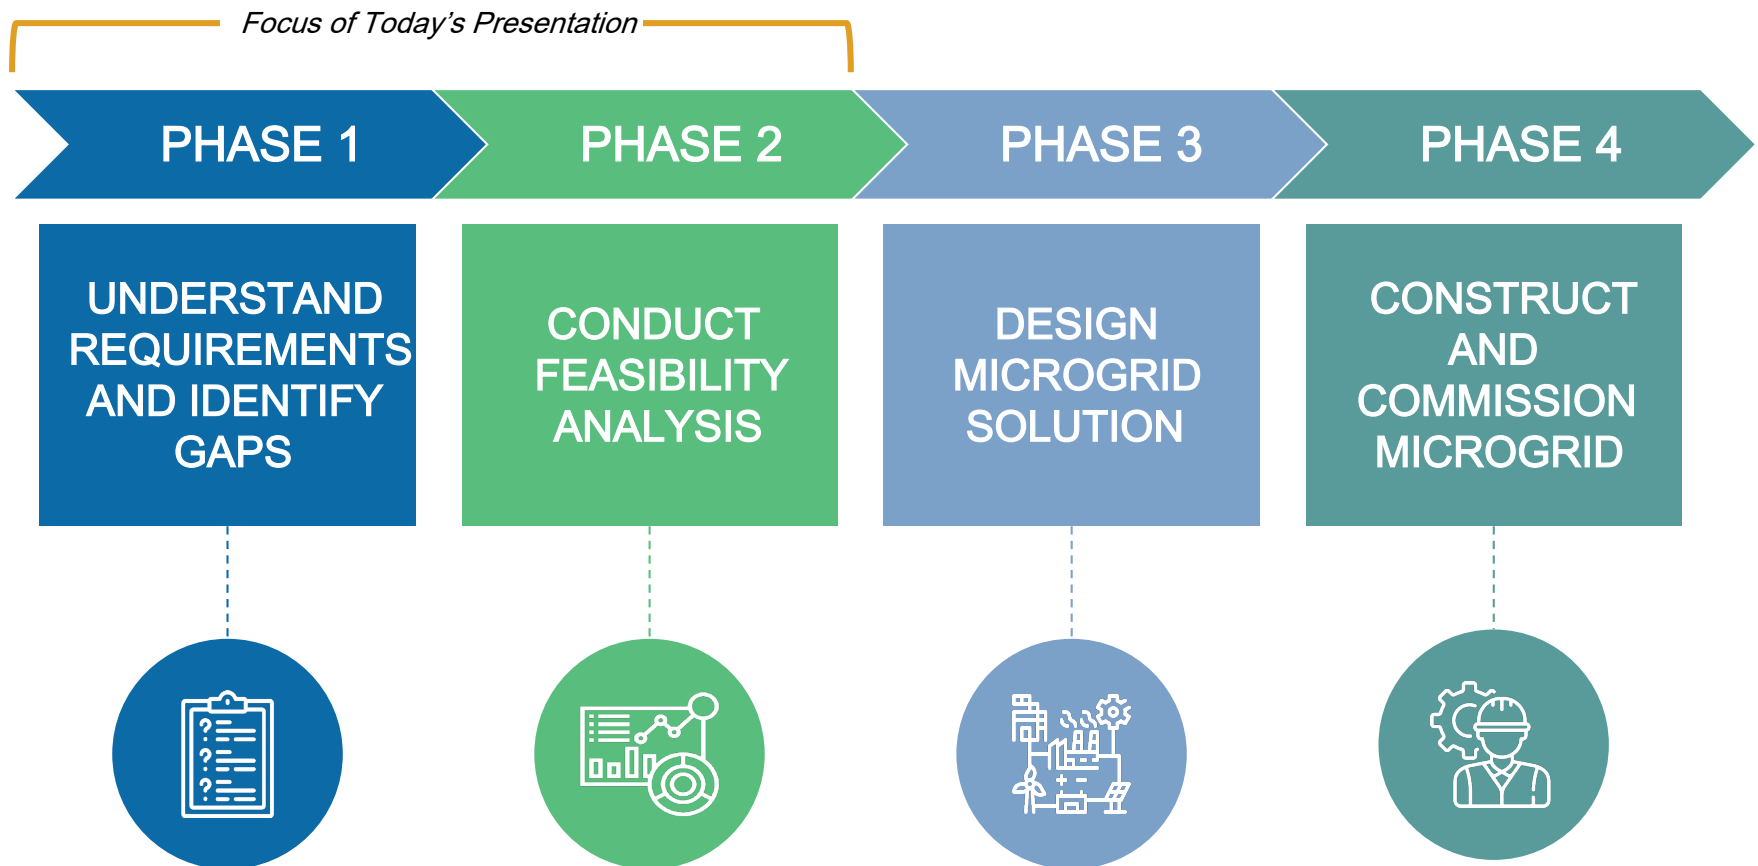 Focus of Today's Presentation
PHASE 1
PHASE 2
PHASE 3
PHASE 4
UNDERSTAND
REQUIREMENTS
AND IDENTIFY
GAPS
CONDUCT
FEASIBILITY
ANALYSIS
DESIGN
MICROGRID
SOLUTION
CONSTRUCT
AND
COMMISSION
MICROGRID
?
?
?